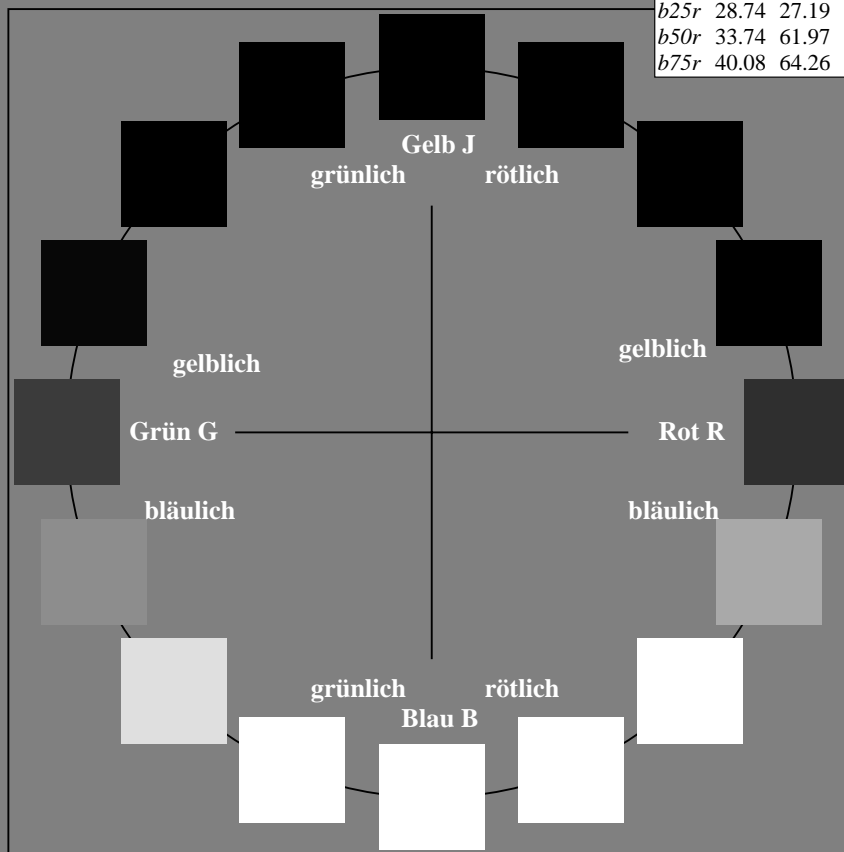 b25r 28.74 27.19
b50r 33.74 61.97
b75r 40.08 64.26
Gelb J
grünlich rötlich
gelblich gelblich
Grün G Rot R
bläulich bläulich
grünlich rötlich
Blau B